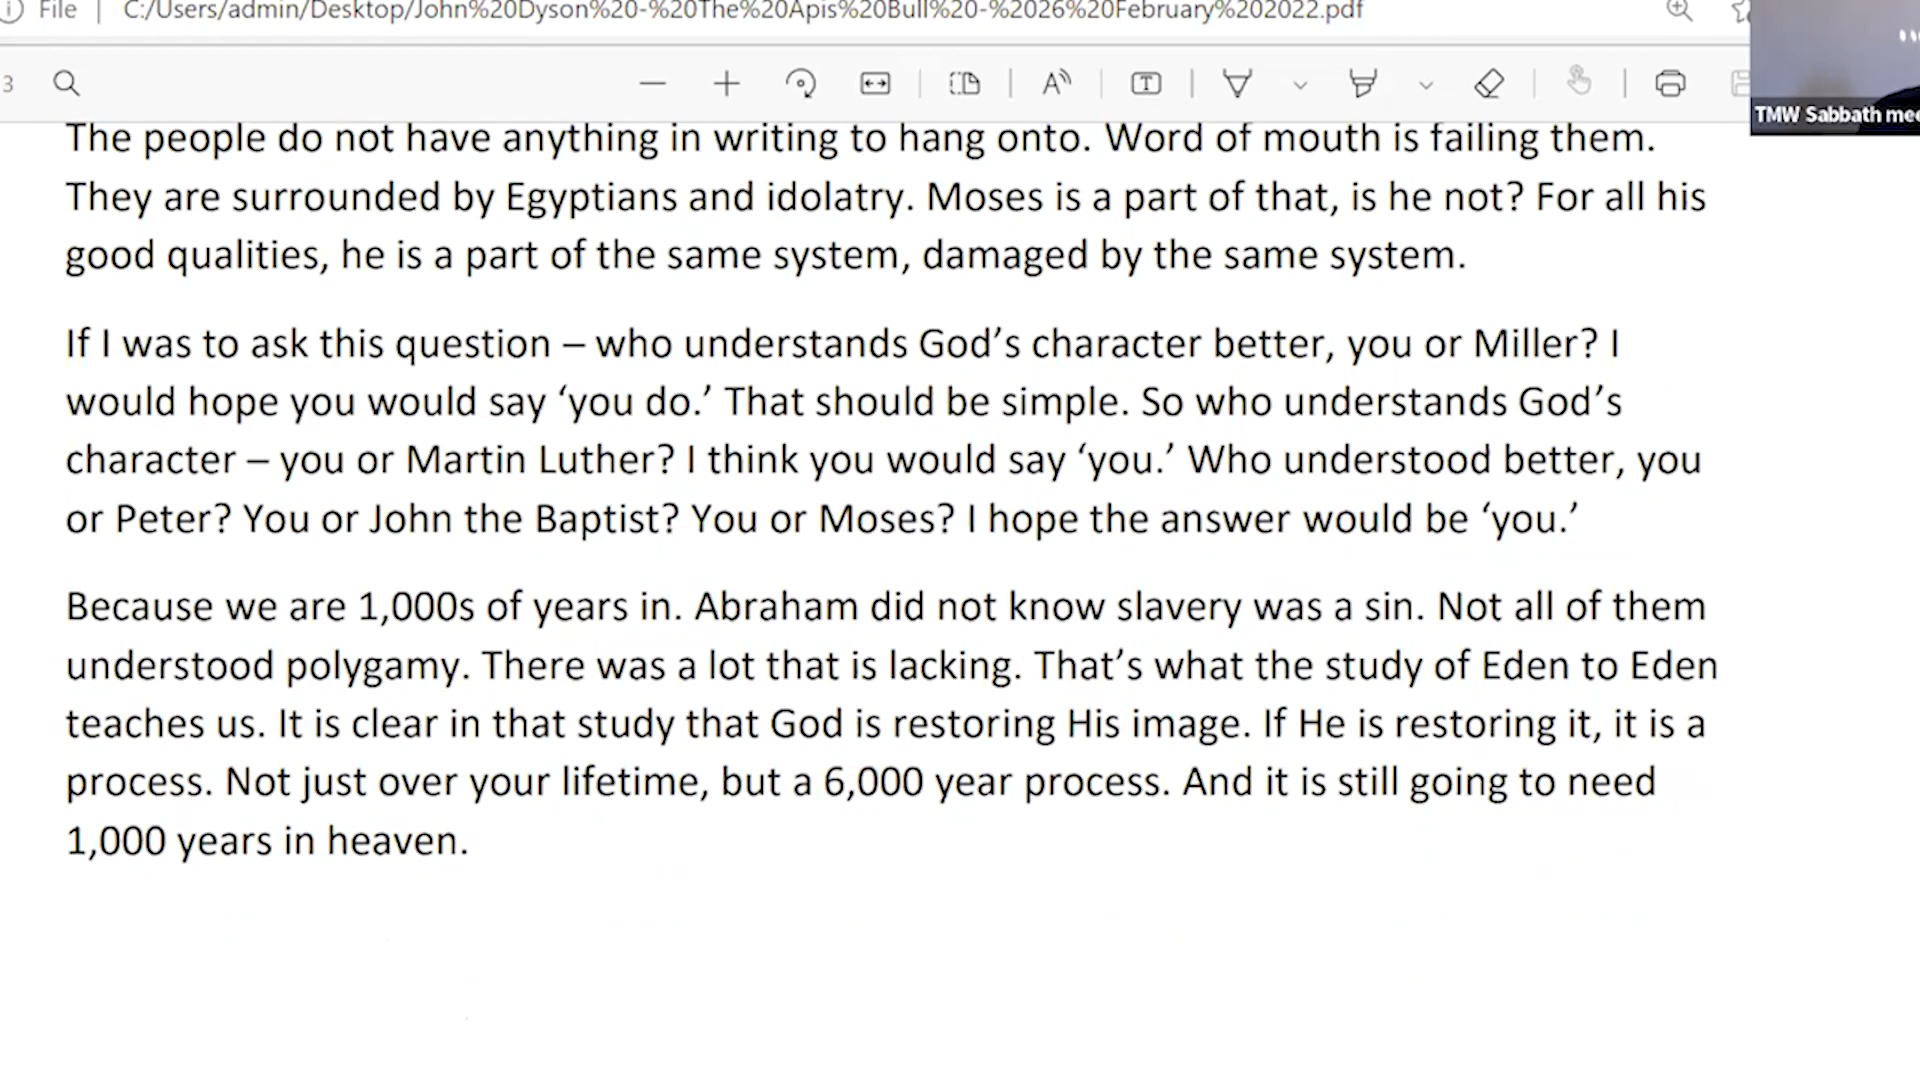 File | C:/Users/admin/Desktop/John%20Dyson%20-%20The%20Apis%20Bull%20-%2026%20February%202022.pdf
3
TMW Sabbath mee
The people do not have anything in writing to hang onto. Word of mouth is failing them.
They are surrounded by Egyptians and idolatry. Moses is a part of that, is he not? For all his
good qualities, he is a part of the same system, damaged by the same system.
If I was to ask this question – who understands God’s character better, you or Miller? I
would hope you would say ‘you do.’ That should be simple. So who understands God’s
character – you or Martin Luther? I think you would say ‘you.’ Who understood better, you
or Peter? You or John the Baptist? You or Moses? I hope the answer would be ‘you.’
Because we are 1,000s of years in. Abraham did not know slavery was a sin. Not all of them
understood polygamy. There was a lot that is lacking. That’s what the study of Eden to Eden
teaches us. It is clear in that study that God is restoring His image. If He is restoring it, it is a
process. Not just over your lifetime, but a 6,000 year process. And it is still going to need
1,000 years in heaven.